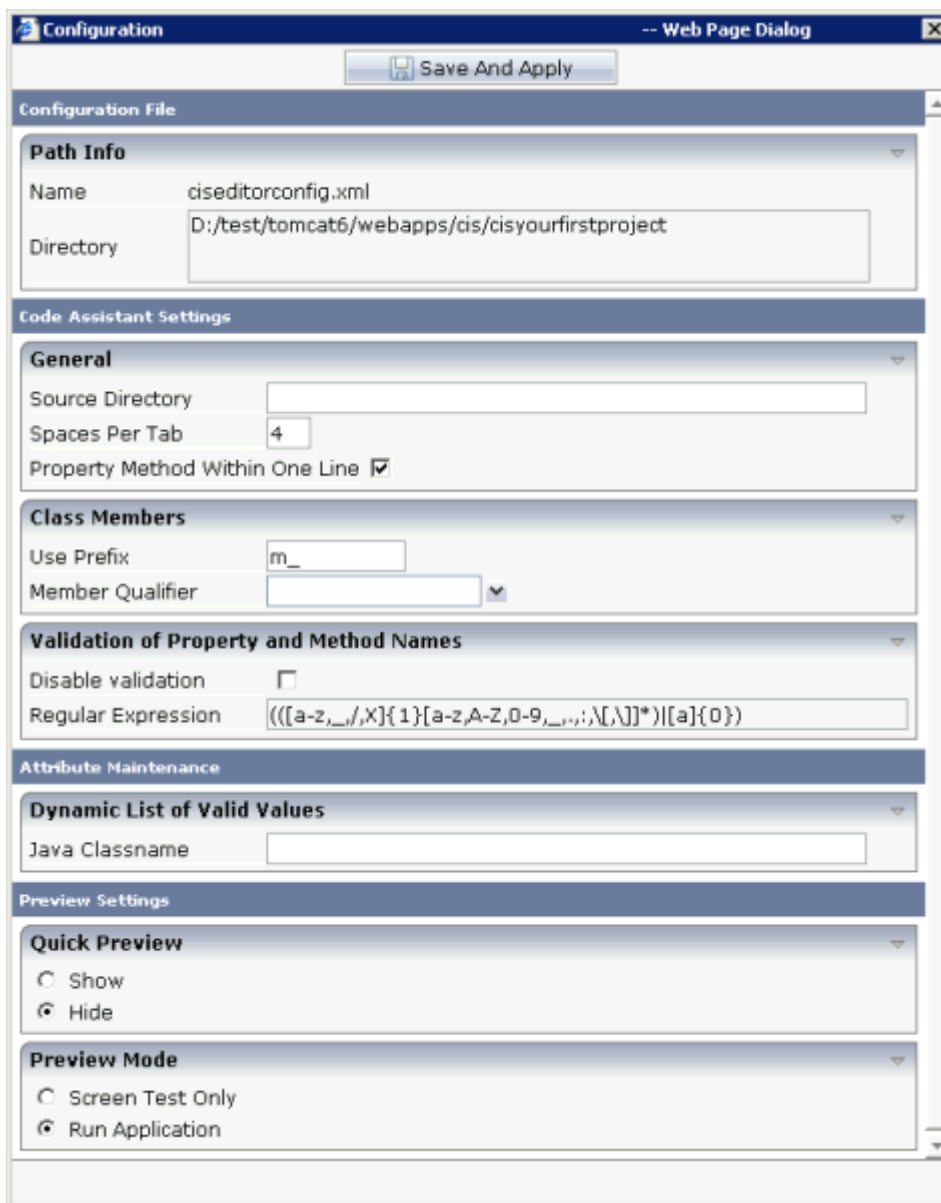 Configuration -- Web Page Dialog
Save And Apply
Configuration File
Path Info
Name ciseditorconfig.xml
Directory D:/test/tomcat6/webapps/cis/cisyourfirstproject
Code Assistant Settings
General
Source Directory
Spaces Per Tab 4
Property Method Within One Line
Class Members
Use Prefix m_
Member Qualifier
Validation of Property and Method Names
Disable validation
Regular Expression (([a-z,_,/,X]{1}[a-z,A-Z,0-9,_,.,:,\[,\]]*)|[a]{0})
Attribute Maintenance
Dynamic List of Valid Values
Java Classname
Preview Settings
Quick Preview
Show
Hide
Preview Mode
Screen Test Only
Run Application